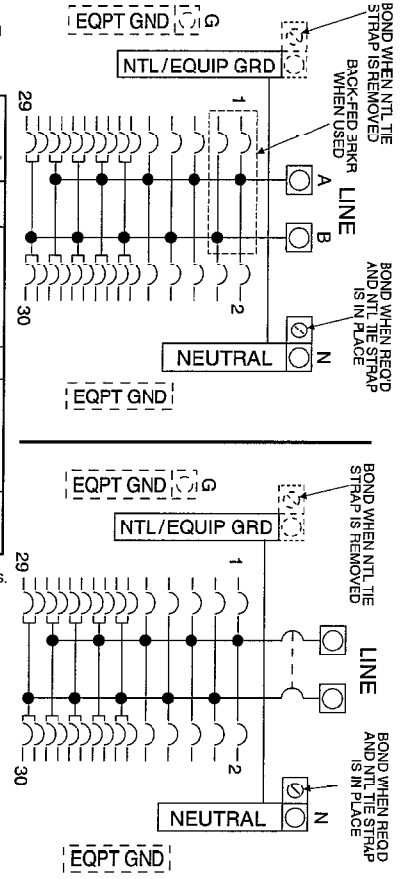 BOND WHEN NTL TIE
STRAP IS REMOVED
BACK-FED BRKR
WHEN USED
LINE
A
B
BOND WHEN REQ'D
AND NTL TIE STRAP
IS IN PLACE
EQPT GND
G
NTL/EQUIP GRD
29
1
30
2
NEUTRAL
N
EQPT GND
BOND WHEN NTL TIE
STRAP IS REMOVED
LINE
BOND WHEN REQ'D
AND NTL TIE STRAP
IS IN PLACE
EQPT GND
G
NTL/EQUIP GRD
29
1
30
2
NEUTRAL
N
EQPT GND
s.